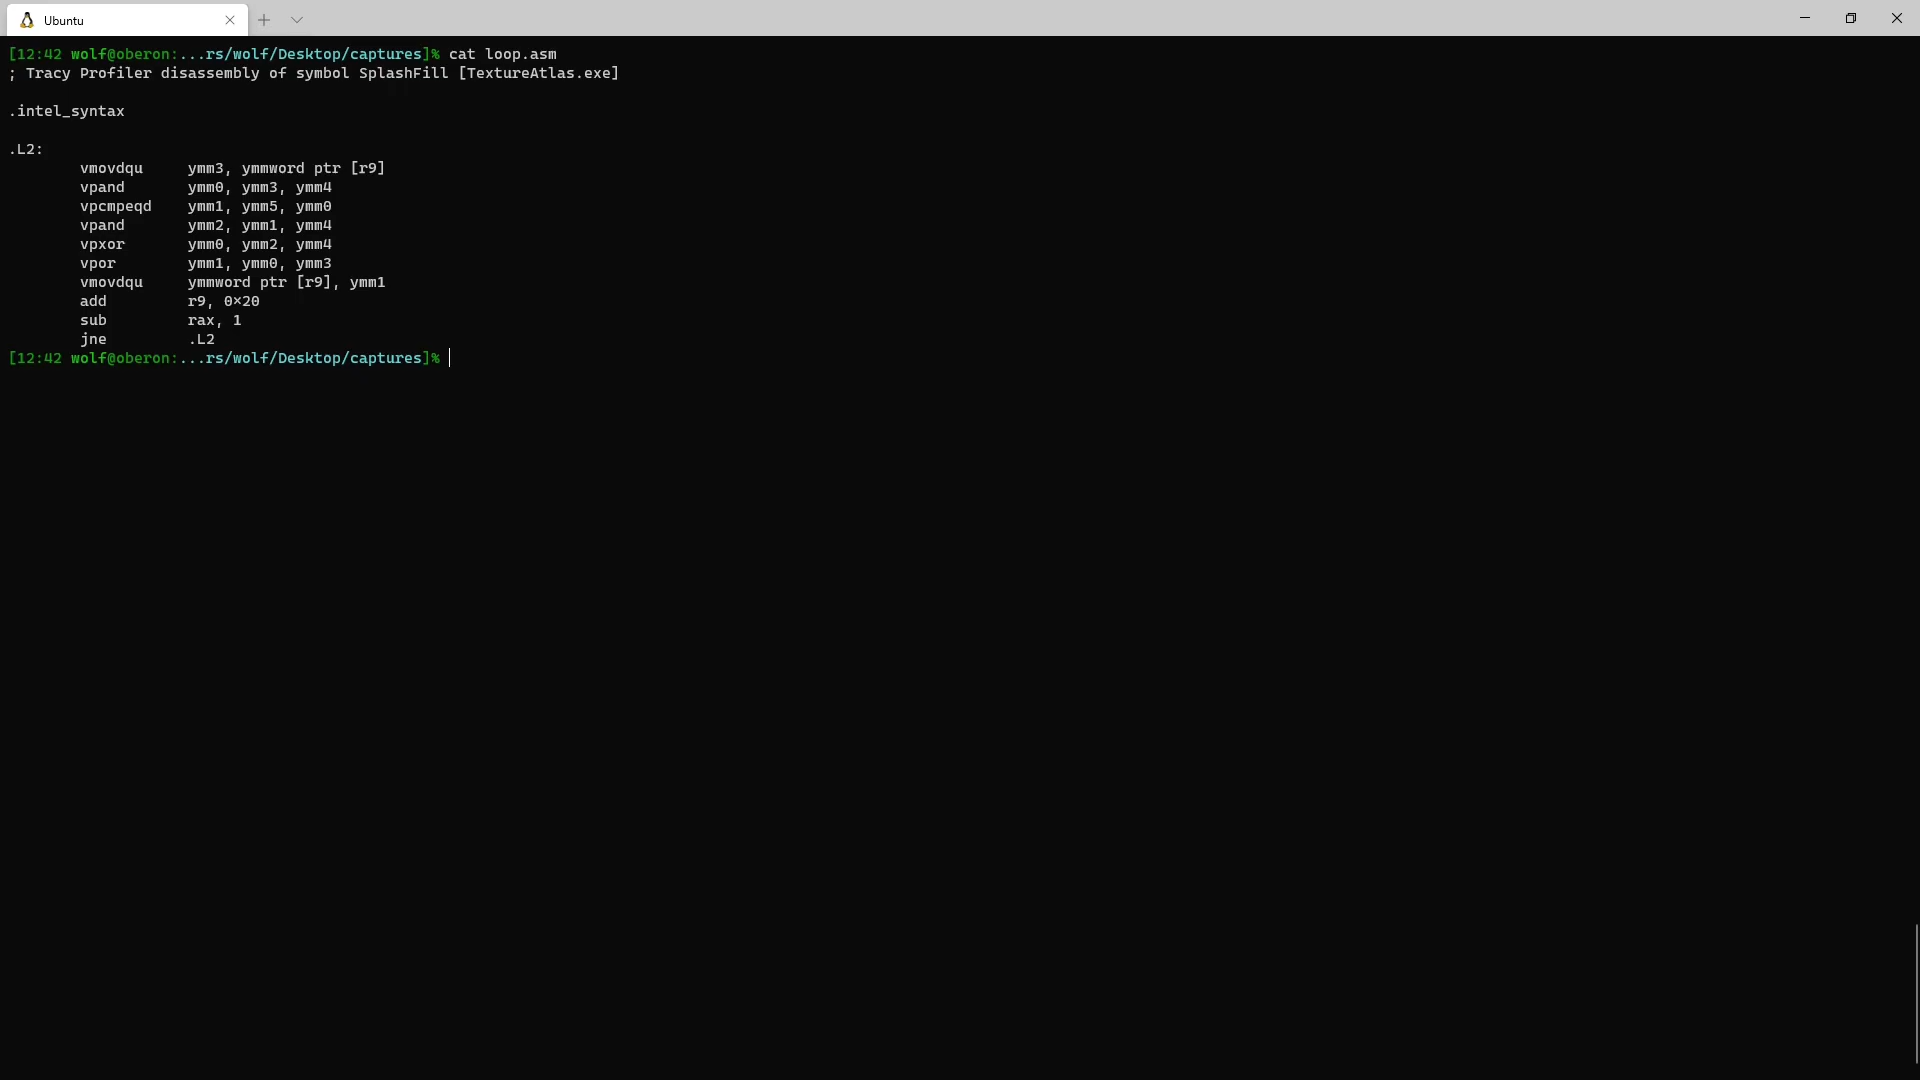 Ubuntu
[12:42 wolf@oberon:...rs/wolf/Desktop/captures]% cat loop.asm
; Tracy Profiler disassembly of symbol SplashFill [TextureAtlas.exe]
.intel_syntax
.L2:
vmovdqu ymm3, ymmword ptr [r9]
vpand ymm0, ymm3, ymm4
vpcmpeqd ymm1, ymm5, ymm0
vpand ymm2, ymm1, ymm4
vpxor ymm0, ymm2, ymm4
vpor ymm1, ymm0, ymm3
vmovdqu ymmword ptr [r9], ymm1
add r9, 0x20
sub rax, 1
jne .L2
[12:42 wolf@oberon:...rs/wolf/Desktop/captures]%